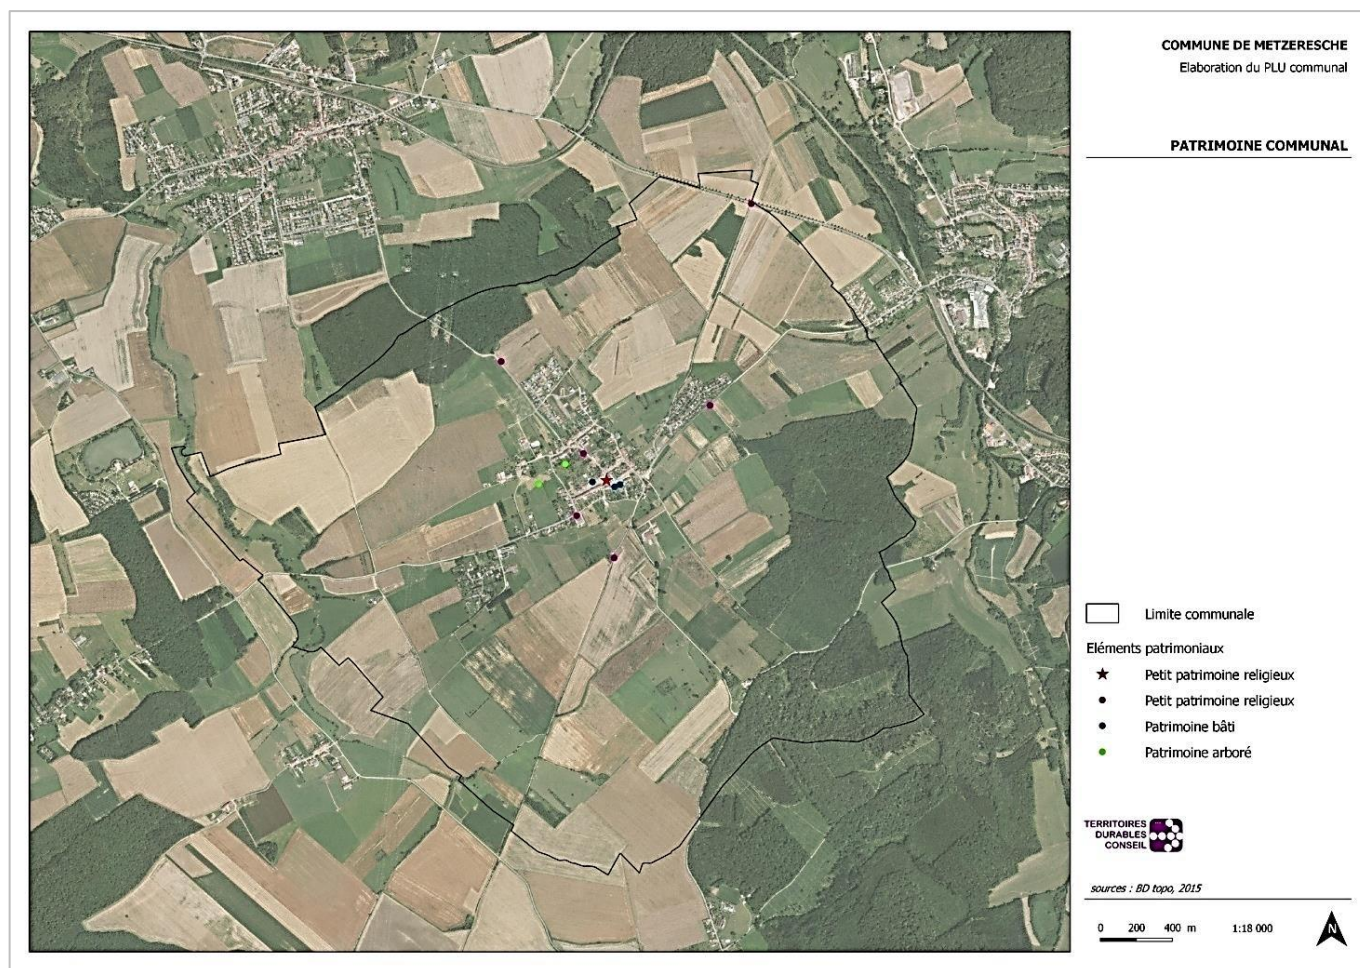 COMMUNE DE METZERESCHE
Elaboration du PLU communal
PATRIMOINE COMMUNAL
Limite communale
Eléments patrimoniaux
Petit patrimoine religieux
Petit patrimoine religieux
Patrimoine bâti
Patrimoine arboré
TERRITOIRES
DURABLES
CONSEIL
sources : BD topo, 2015
0 200 400 m 1:18 000
N